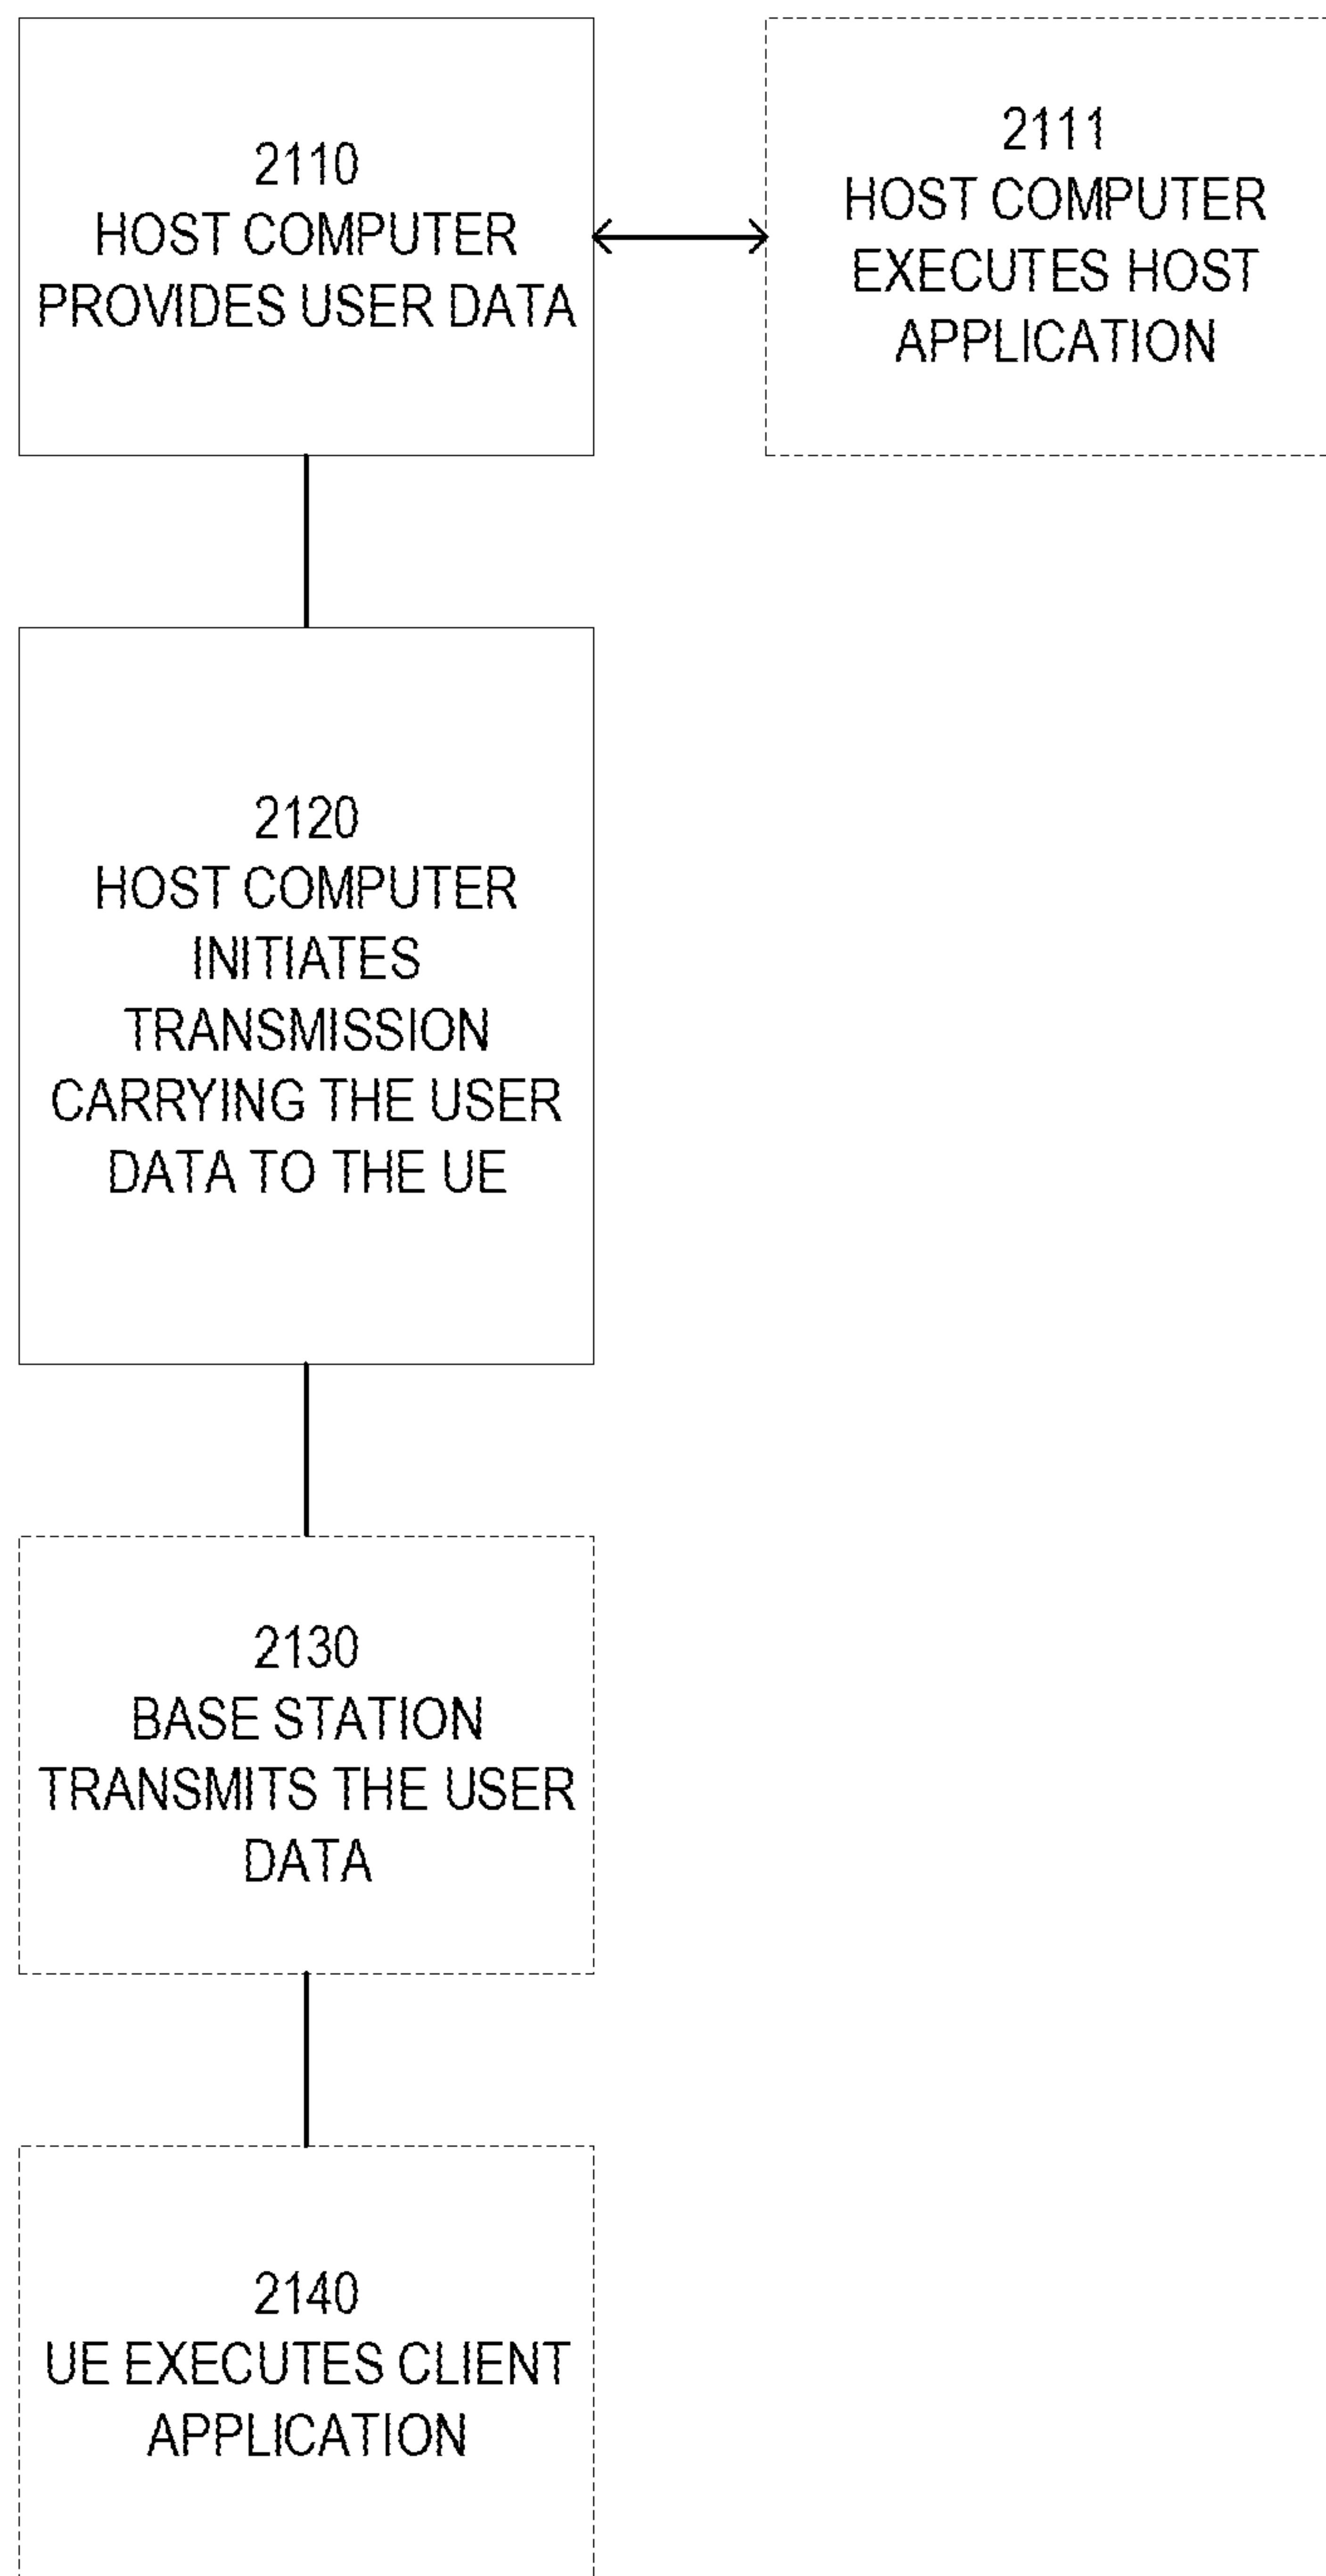 2110
HOST COMPUTER
PROVIDES USER DATA
2111
HOST COMPUTER
EXECUTES HOST
APPLICATION
2120
HOST COMPUTER
INITIATES
TRANSMISSION
CARRYING THE USER
DATA TO THE UE
2130
BASE STATION
TRANSMITS THE USER
DATA
2140
UE EXECUTES CLIENT
APPLICATION